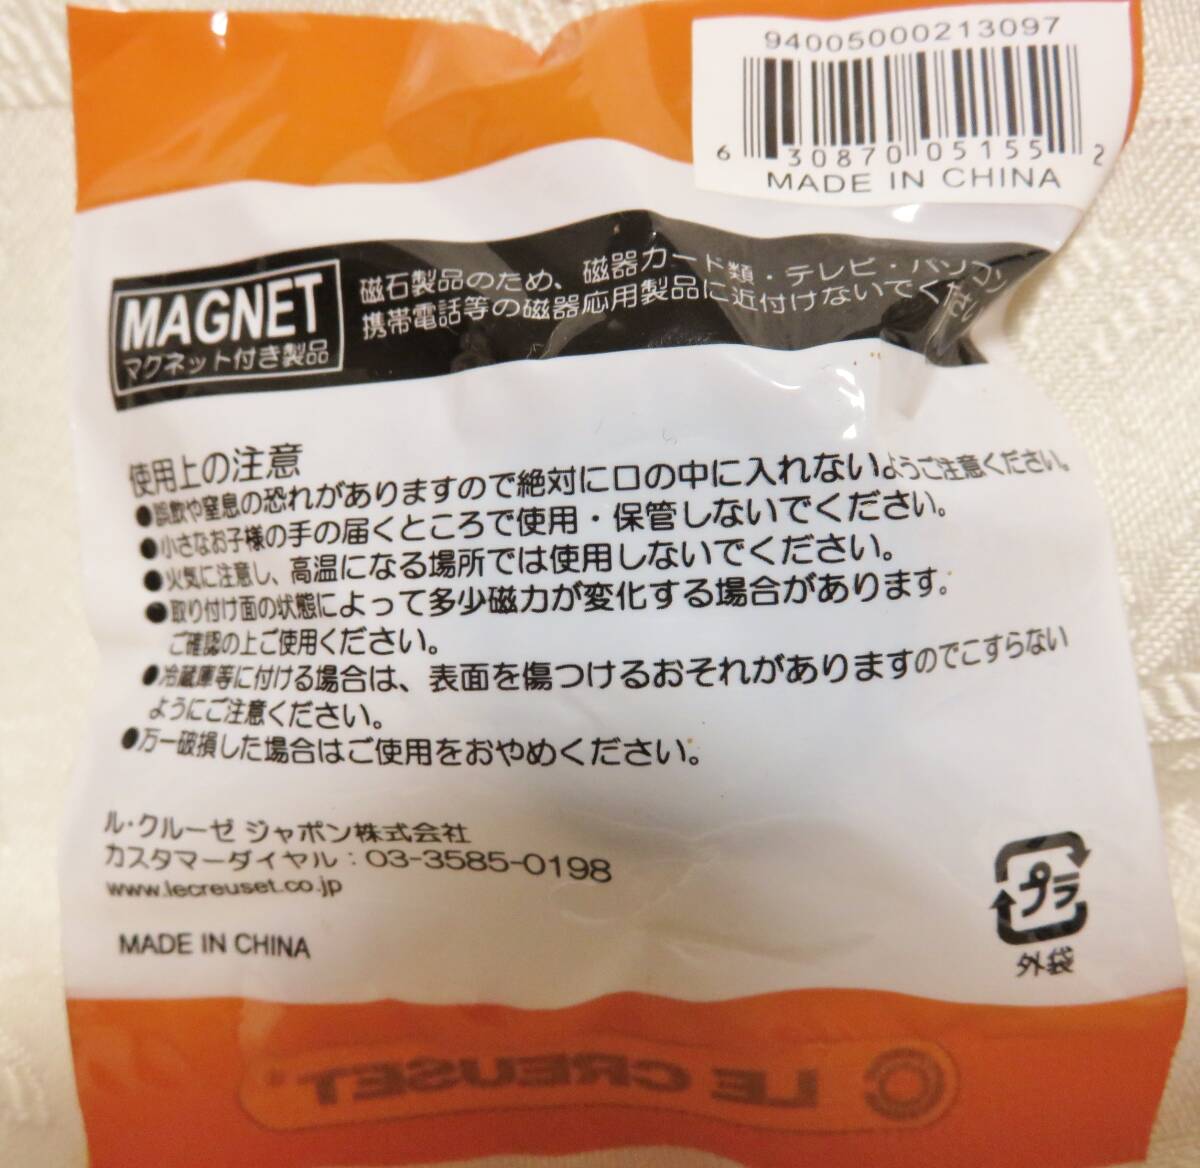 94005000213097
6 30870 05155 2
MADE IN CHINA
MAGNET
マグネット付き製品
磁石製品のため、磁器カード類・テレビ・パソコン
携帯電話等の磁器応用製品に近付けないでください
使用上の注意
●誤飲や窒息の恐れがありますので絶対に口の中に入れないようご注意ください。
●小さなお子様の手の届くところで使用・保管しないでください。
●火気に注意し、高温になる場所では使用しないでください。
●取り付け面の状態によって多少磁力が変化する場合があります。
ご確認の上ご使用ください。
●冷蔵庫等に付ける場合は、表面を傷つけるおそれがありますのでこすらない
ようにご注意ください。
●万一破損した場合はご使用をおやめください。
ル・クルーゼ ジャポン株式会社
カスタマーダイヤル：03-3585-0198
www.lecreuset.co.jp
MADE IN CHINA
プラ
外袋
LE CREUSET